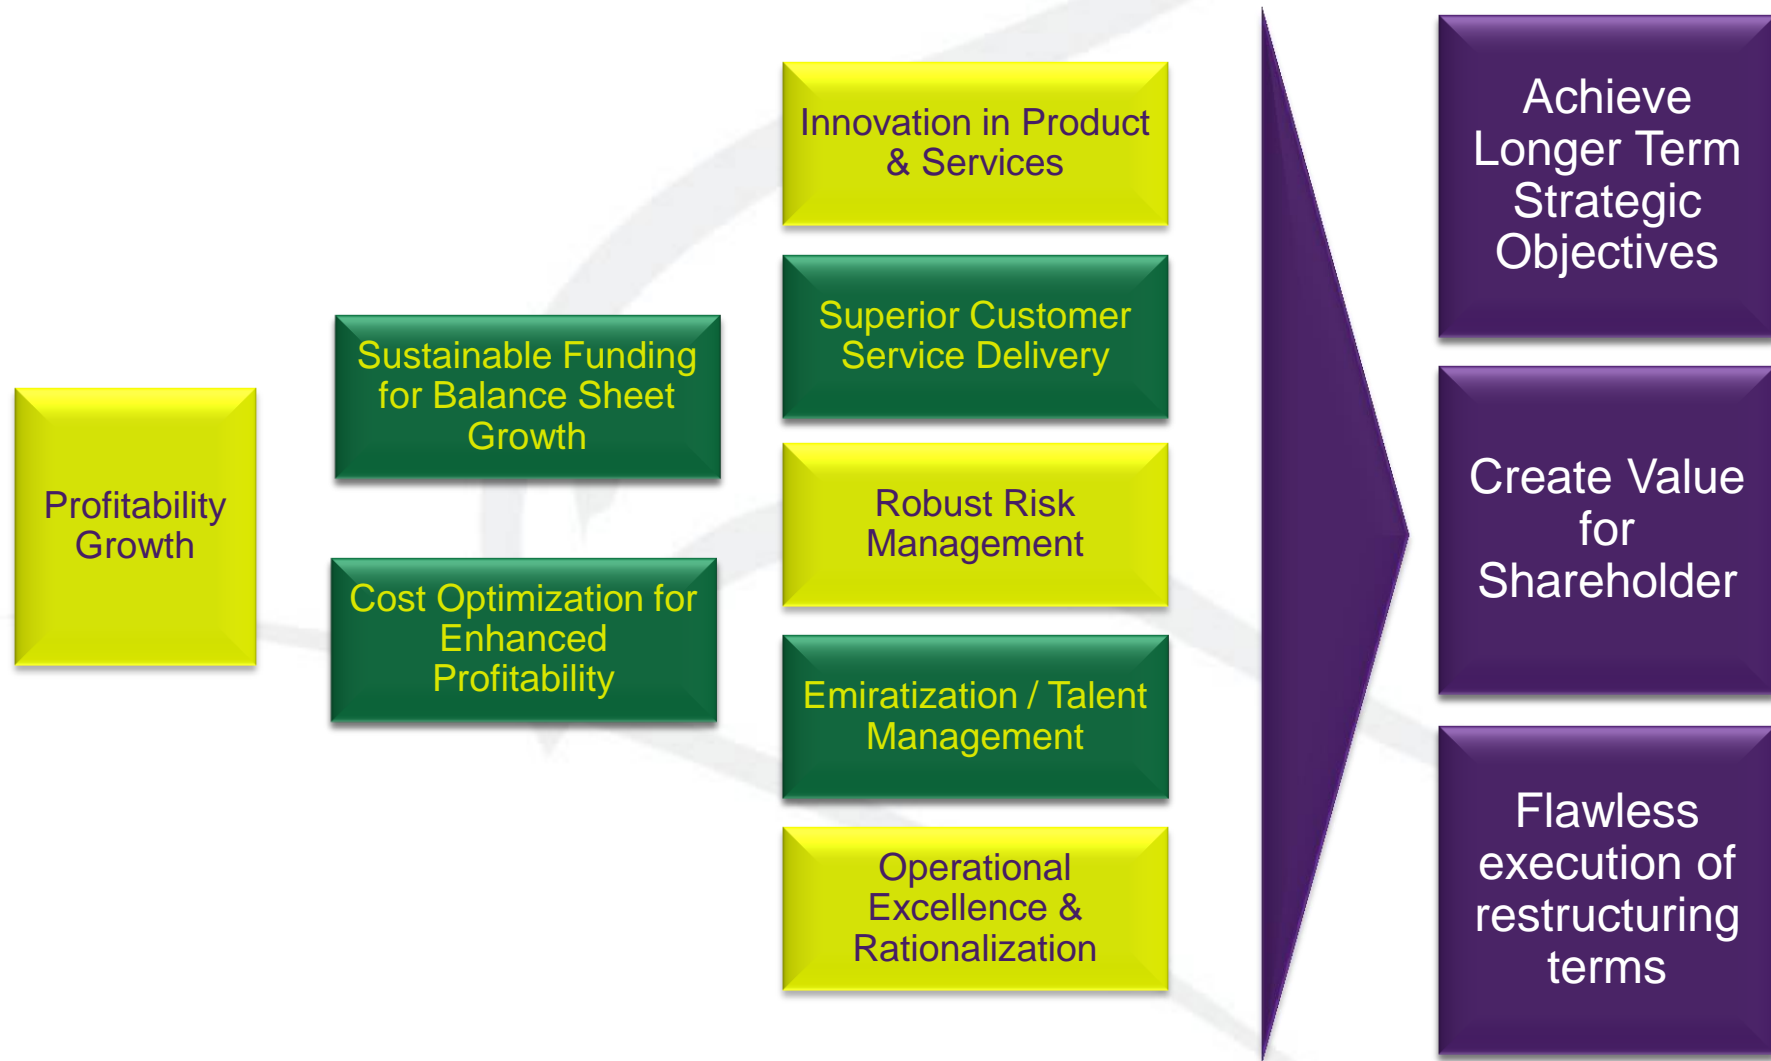 Profitability
Growth
Sustainable Funding
for Balance Sheet
Growth
Cost Optimization for
Enhanced
Profitability
Innovation in Product
& Services
Superior Customer
Service Delivery
Robust Risk
Management
Emiratization / Talent
Management
Operational
Excellence &
Rationalization
Achieve
Longer Term
Strategic
Objectives
Create Value
for
Shareholder
Flawless
execution of
restructuring
terms